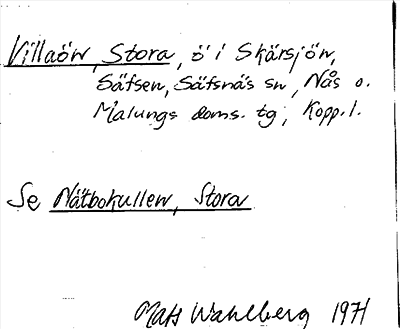 Villaön, Stora, ö i Skärsjön,
Säfsen, Säfsnäs sn, Nås o.
Malungs doms. tg, Kopp. l.
Se Nätbokullen, Stora
Mats Wahlberg 1971